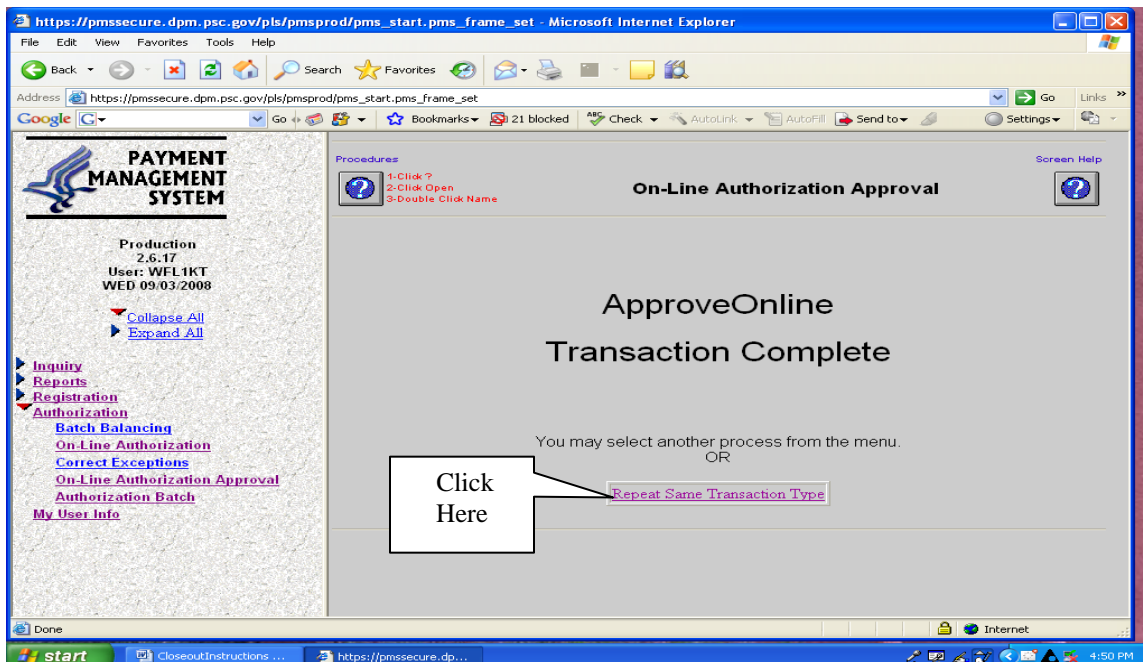 https://pmssecure.dpm.psc.gov/pls/pmsprod/pms_start.pms_frame_set - Microsoft Internet Explorer
File Edit View Favorites Tools Help
Back Search Favorites
Address https://pmssecure.dpm.psc.gov/pls/pmsprod/pms_start.pms_frame_set Go Links »
Google G Go Bookmarks 21 blocked ABC Check AutoLink AutoFill Send to Settings
PAYMENT
MANAGEMENT
SYSTEM
Production
2.6.17
User: WFL1KT
WED 09/03/2008
Collapse All
Expand All
Inquiry
Reports
Registration
Authorization
Batch Balancing
On-Line Authorization
Correct Exceptions
On-Line Authorization Approval
Authorization Batch
My User Info
Procedures
?
1-Click ?
2-Click Open
3-Double Click Name
On-Line Authorization Approval
Screen Help
?
ApproveOnline
Transaction Complete
You may select another process from the menu.
OR
Repeat Same Transaction Type
Click
Here
Done Internet
start CloseoutInstructions ... https://pmssecure.dp... 4:50 PM